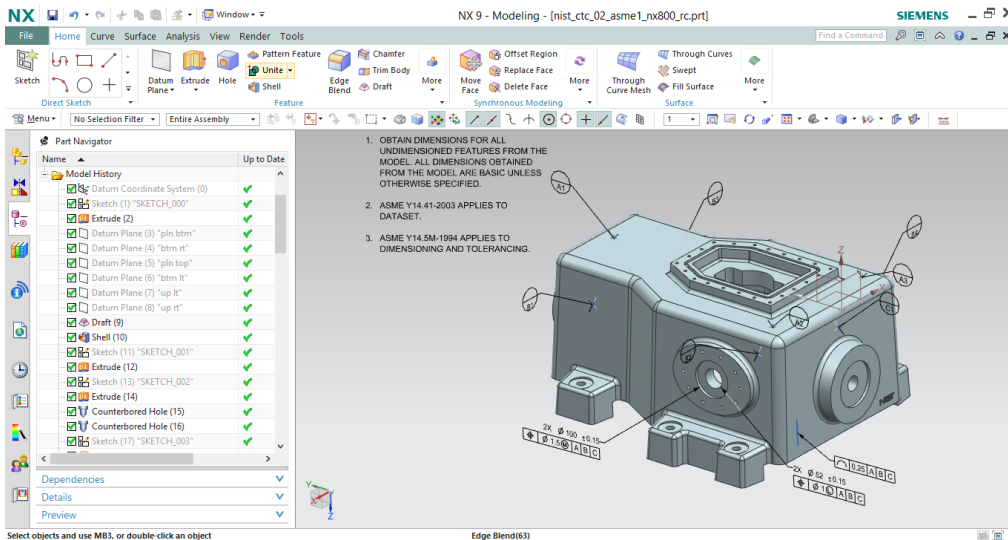 NX
Window
NX 9 - Modeling - [nist_ctc_02_asme1_nx800_rc.prt]
SIEMENS
File Home Curve Surface Analysis View Render Tools
Find a Command
Sketch
Direct Sketch
Datum Plane
Extrude
Hole
Pattern Feature
Unite
Shell
Edge Blend
Chamfer
Trim Body
Draft
More
Feature
Move Face
Offset Region
Replace Face
Delete Face
More
Synchronous Modeling
Through Curve Mesh
Through Curves
Swept
Fill Surface
More
Surface
Menu
No Selection Filter
Entire Assembly
1
Part Navigator
Name Up to Date
Model History
Datum Coordinate System (0)
Sketch (1) "SKETCH_000"
Extrude (2)
Datum Plane (3) "pln btm"
Datum Plane (4) "btm rt"
Datum Plane (5) "pln top"
Datum Plane (6) "btm lt"
Datum Plane (7) "up lt"
Datum Plane (8) "up rt"
Draft (9)
Shell (10)
Sketch (11) "SKETCH_001"
Extrude (12)
Sketch (13) "SKETCH_002"
Extrude (14)
Counterbored Hole (15)
Counterbored Hole (16)
Sketch (17) "SKETCH_003"
Dependencies
Details
Preview
1. OBTAIN DIMENSIONS FOR ALL
UNDIMENSIONED FEATURES FROM THE
MODEL. ALL DIMENSIONS OBTAINED
FROM THE MODEL ARE BASIC UNLESS
OTHERWISE SPECIFIED.
2. ASME Y14.41-2003 APPLIES TO
DATASET.
3. ASME Y14.5M-1994 APPLIES TO
DIMENSIONING AND TOLERANCING.
A1
A3
A2
C1
Z
X
2X Ø 100 ±0.15
⌖ Ø 1.5Ⓜ A B C
2X Ø 52 ±0.15
⌖ Ø 1Ⓛ A B C
⌒ 0.25 A B C
NIST
Y
X
Z
Select objects and use MB3, or double-click an object
Edge Blend(63)